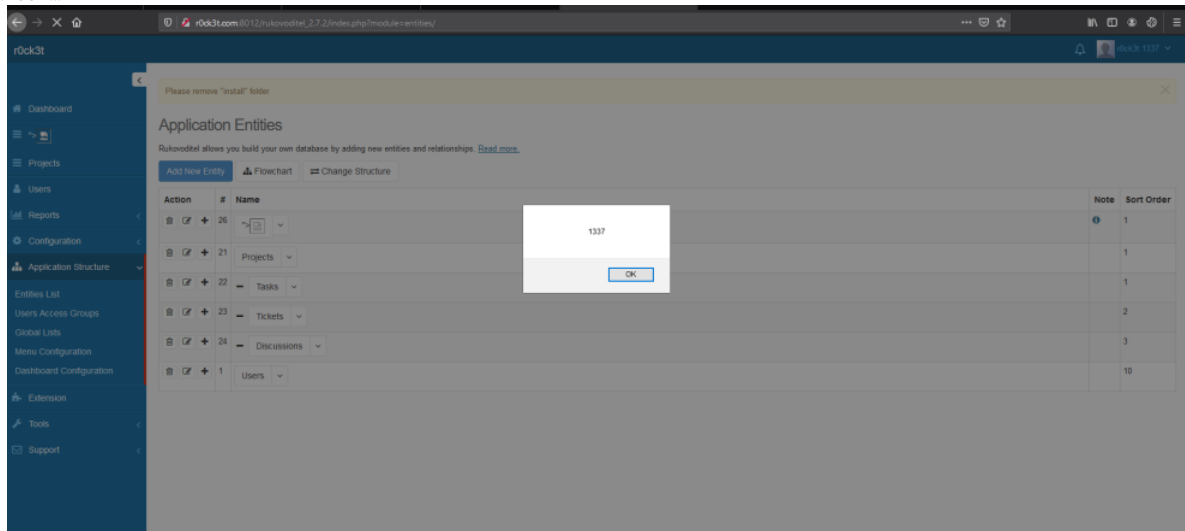 r0ck3t.com:8012/rukovoditel_2.7.2/index.php?module=entities/
r0ck3t
r0ck3t 1337
Please remove "install" folder
Dashboard
">
Projects
Users
Reports
Configuration
Application Structure
Entities List
Users Access Groups
Global Lists
Menu Configuration
Dashboard Configuration
Extension
Tools
Support
Application Entities
Rukovoditel allows you build your own database by adding new entities and relationships. Read more.
Add New Entity Flowchart Change Structure
Action # Name Note Sort Order
26 "> 1
21 Projects 1
22 Tasks 1
23 Tickets 2
24 Discussions 3
1 Users 10
1337
OK